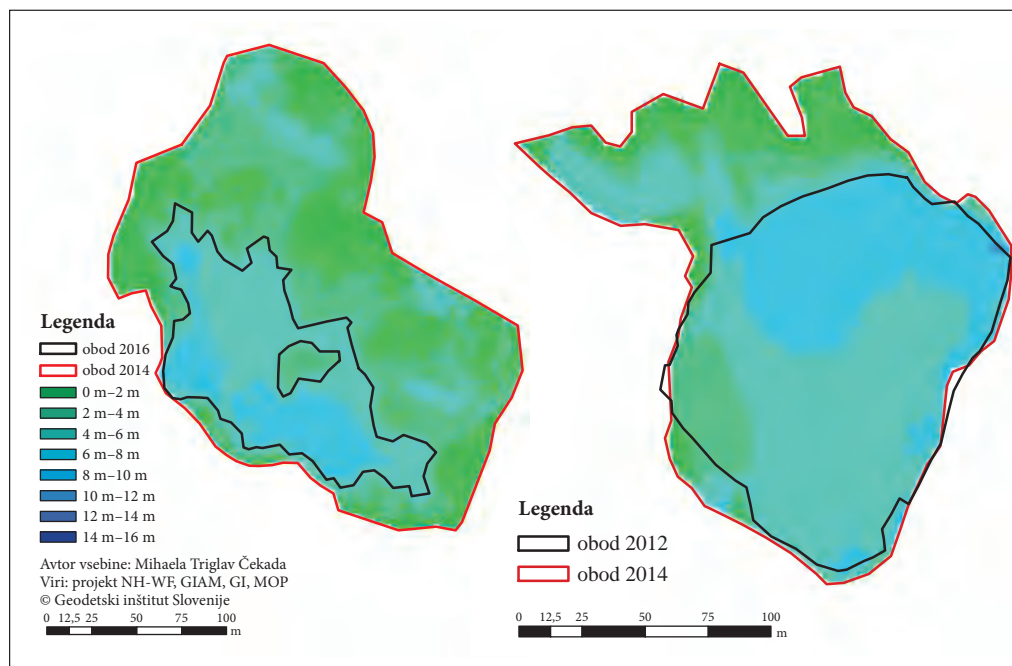 Legenda
obod 2016
obod 2014
0 m–2 m
2 m–4 m
4 m–6 m
6 m–8 m
8 m–10 m
10 m–12 m
12 m–14 m
14 m–16 m
Avtor vsebine: Mihaela Triglav Čekada
Viri: projekt NH-WF, GIAM, GI, MOP
© Geodetski inštitut Slovenije
0 12,5 25 50 75 100
m
Legenda
obod 2012
obod 2014
0 12,5 25 50 75 100
m